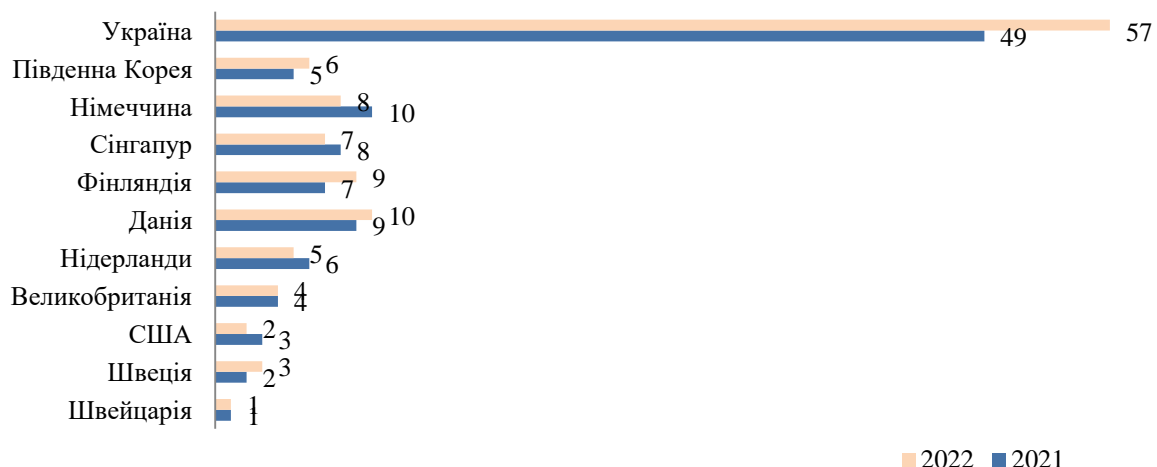 Україна
57
49
Південна Корея
6
5
Німеччина
8
10
Сінгапур
7
8
Фінляндія
9
7
Данія
10
9
Нідерланди
5
6
Великобританія
4
4
США
2
3
Швеція
3
2
Швейцарія
1
1
2022 2021